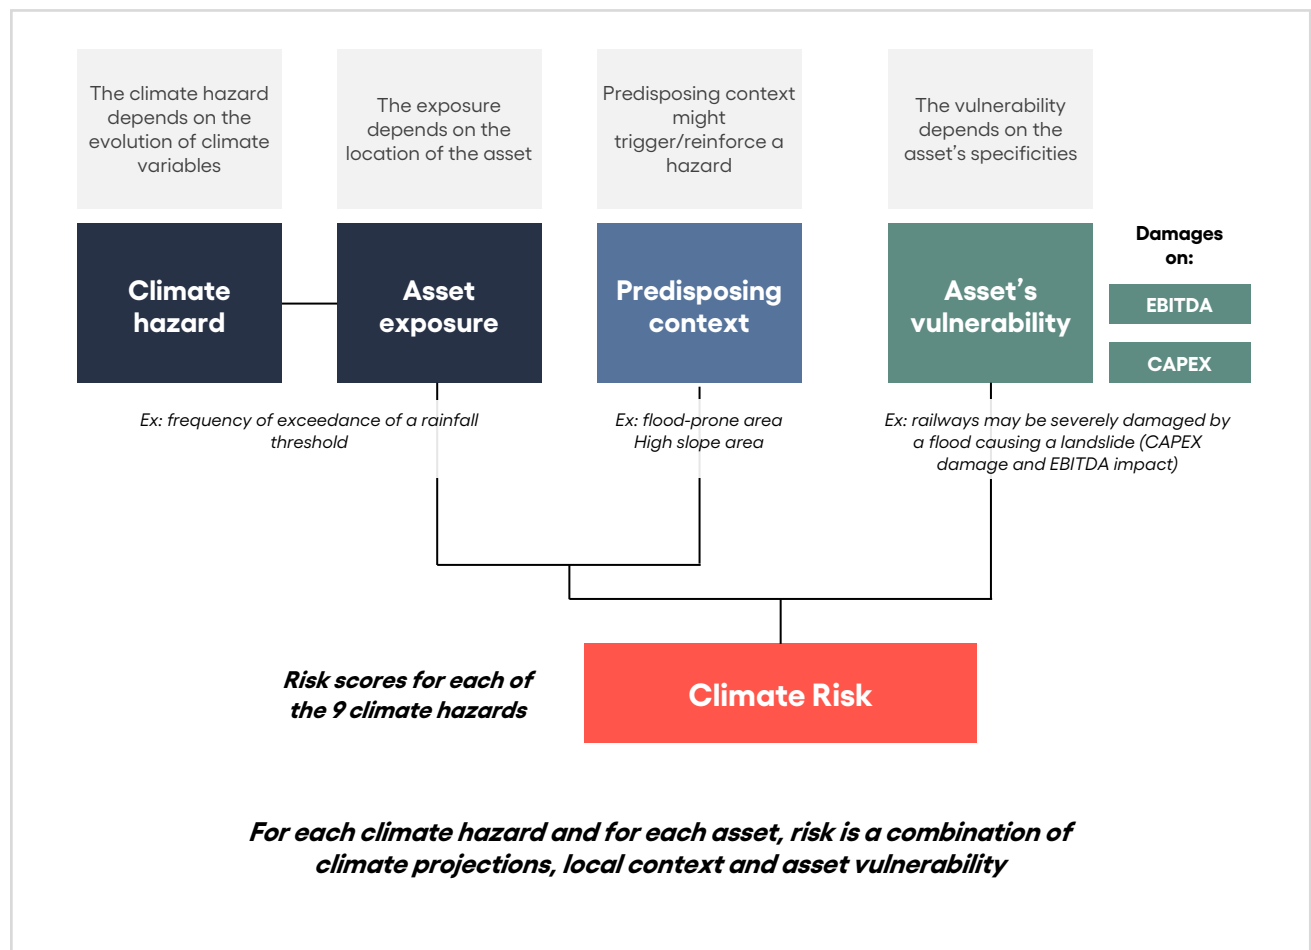 The climate hazard
depends on the
evolution of climate
variables
The exposure
depends on the
location of the asset
Predisposing context
might
trigger/reinforce a
hazard
The vulnerability
depends on the
asset's specificities
Climate
hazard
Asset
exposure
Predisposing
context
Asset's
vulnerability
Damages
on:
EBITDA
CAPEX
Ex: frequency of exceedance of a rainfall
threshold
Ex: flood-prone area
High slope area
Ex: railways may be severely damaged by
a flood causing a landslide (CAPEX
damage and EBITDA impact)
Risk scores for each of
the 9 climate hazards
Climate Risk
For each climate hazard and for each asset, risk is a combination of
climate projections, local context and asset vulnerability